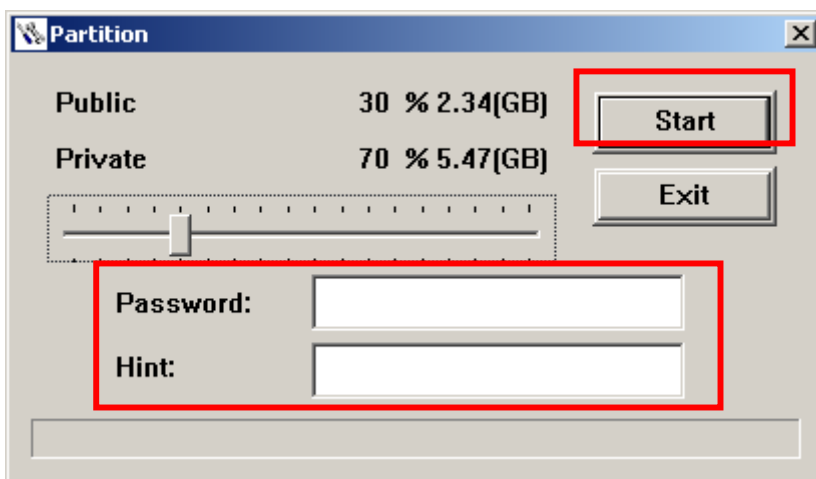 Partition
Public 30 % 2.34(GB)
Start
Private 70 % 5.47(GB)
Exit
Password:
Hint: